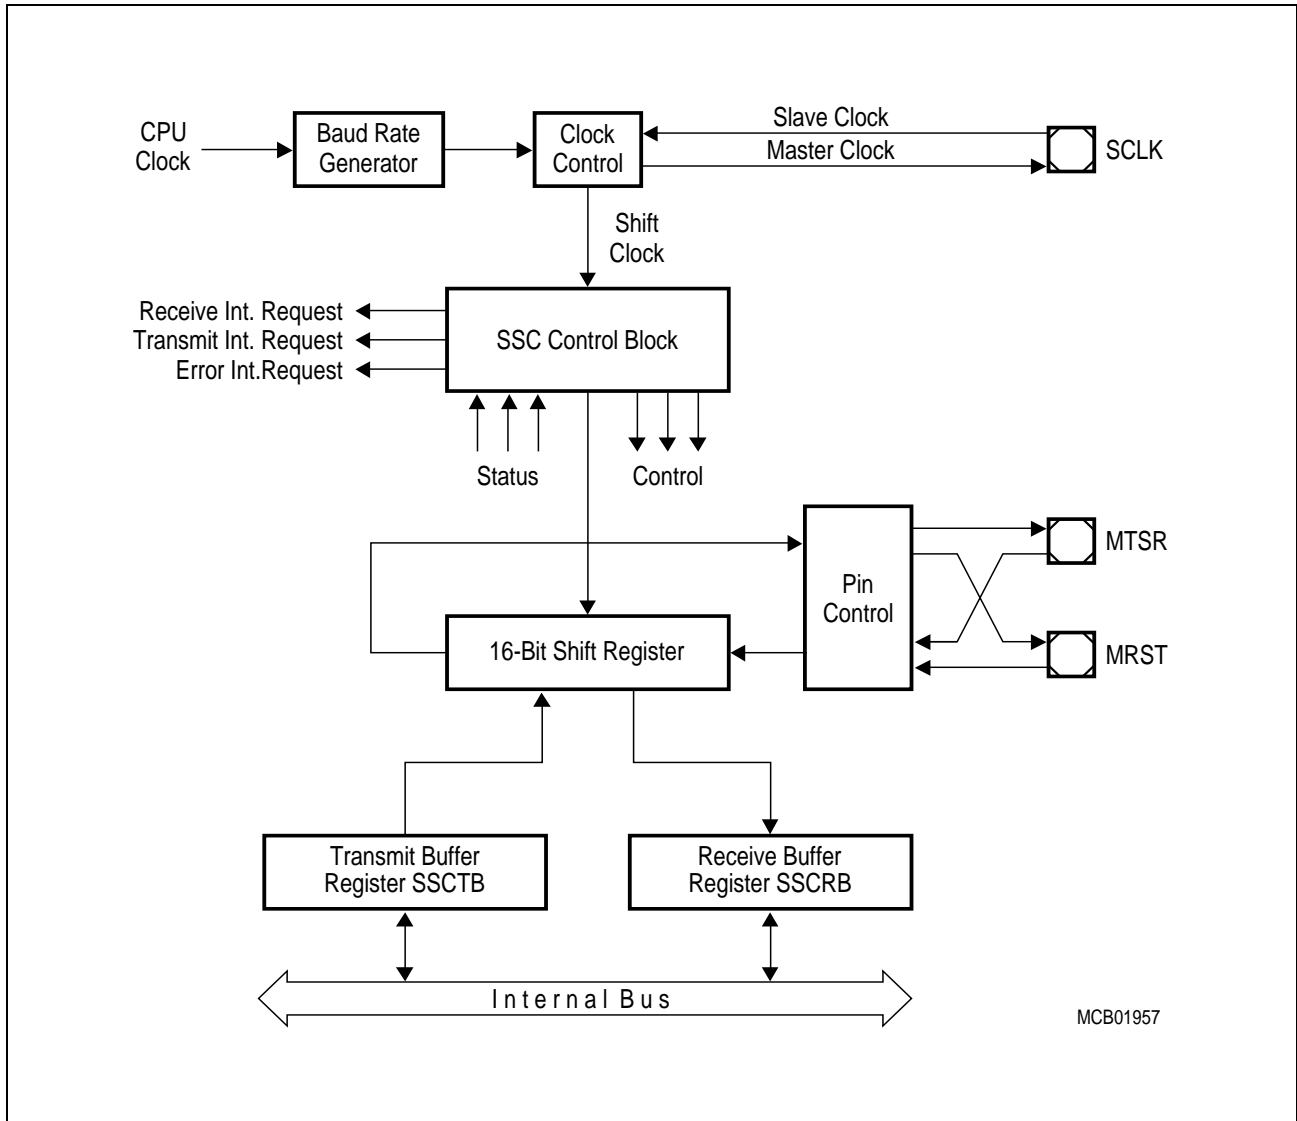 CPU
Clock
Baud Rate
Generator
Clock
Control
Slave Clock
Master Clock
SCLK
Shift
Clock
Receive Int. Request
Transmit Int. Request
Error Int.Request
SSC Control Block
Status
Control
MTSR
Pin
Control
16-Bit Shift Register
MRST
Transmit Buffer
Register SSCTB
Receive Buffer
Register SSCRB
Internal Bus
MCB01957